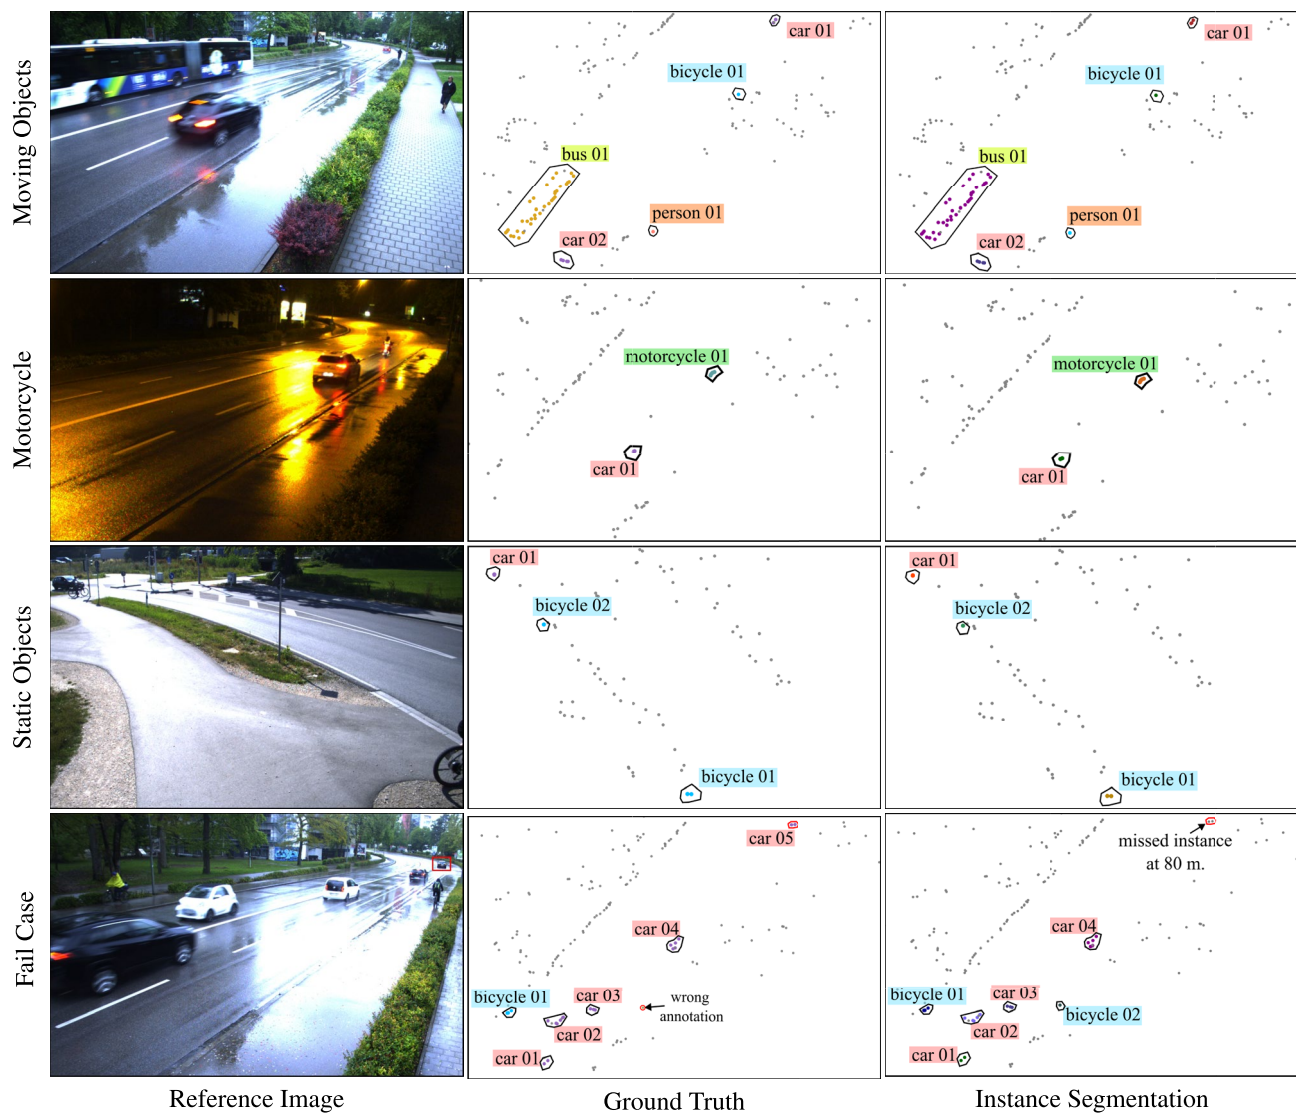 Moving Objects
car 01
bicycle 01
bus 01
person 01
car 02
car 01
bicycle 01
bus 01
person 01
car 02
Motorcycle
motorcycle 01
car 01
motorcycle 01
car 01
Static Objects
car 01
bicycle 02
bicycle 01
car 01
bicycle 02
bicycle 01
Fail Case
car 05
car 04
bicycle 01
car 03
wrong
annotation
car 02
car 01
missed instance
at 80 m.
car 04
bicycle 01
car 03
bicycle 02
car 02
car 01
Reference Image
Ground Truth
Instance Segmentation